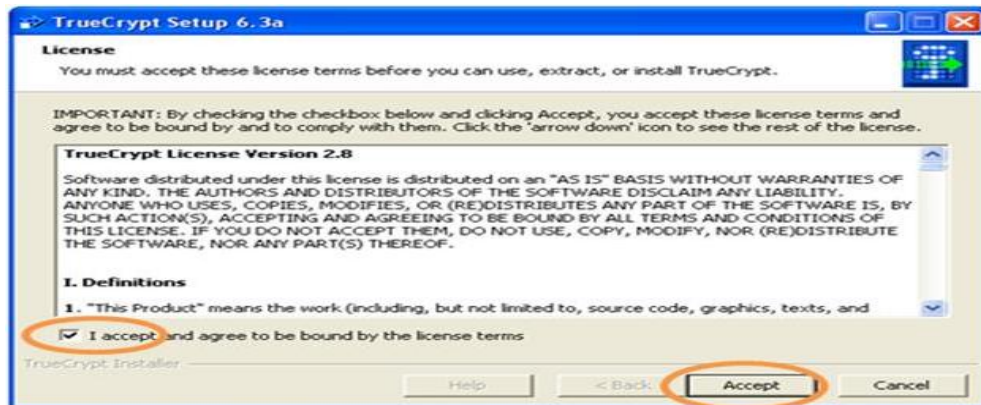 TrueCrypt Setup 6.3a
License
You must accept these license terms before you can use, extract, or install TrueCrypt.
IMPORTANT: By checking the checkbox below and clicking Accept, you accept these license terms and
agree to be bound by and to comply with them. Click the 'arrow down' icon to see the rest of the license.
TrueCrypt License Version 2.8
Software distributed under this license is distributed on an "AS IS" BASIS WITHOUT WARRANTIES OF
ANY KIND. THE AUTHORS AND DISTRIBUTORS OF THE SOFTWARE DISCLAIM ANY LIABILITY.
ANYONE WHO USES, COPIES, MODIFIES, OR (RE)DISTRIBUTES ANY PART OF THE SOFTWARE IS, BY
SUCH ACTION(S), ACCEPTING AND AGREEING TO BE BOUND BY ALL TERMS AND CONDITIONS OF
THIS LICENSE. IF YOU DO NOT ACCEPT THEM, DO NOT USE, COPY, MODIFY, NOR (RE)DISTRIBUTE
THE SOFTWARE, NOR ANY PART(S) THEREOF.
I. Definitions
1. "This Product" means the work (including, but not limited to, source code, graphics, texts, and
I accept and agree to be bound by the license terms
TrueCrypt Installer
Help < Back Accept Cancel